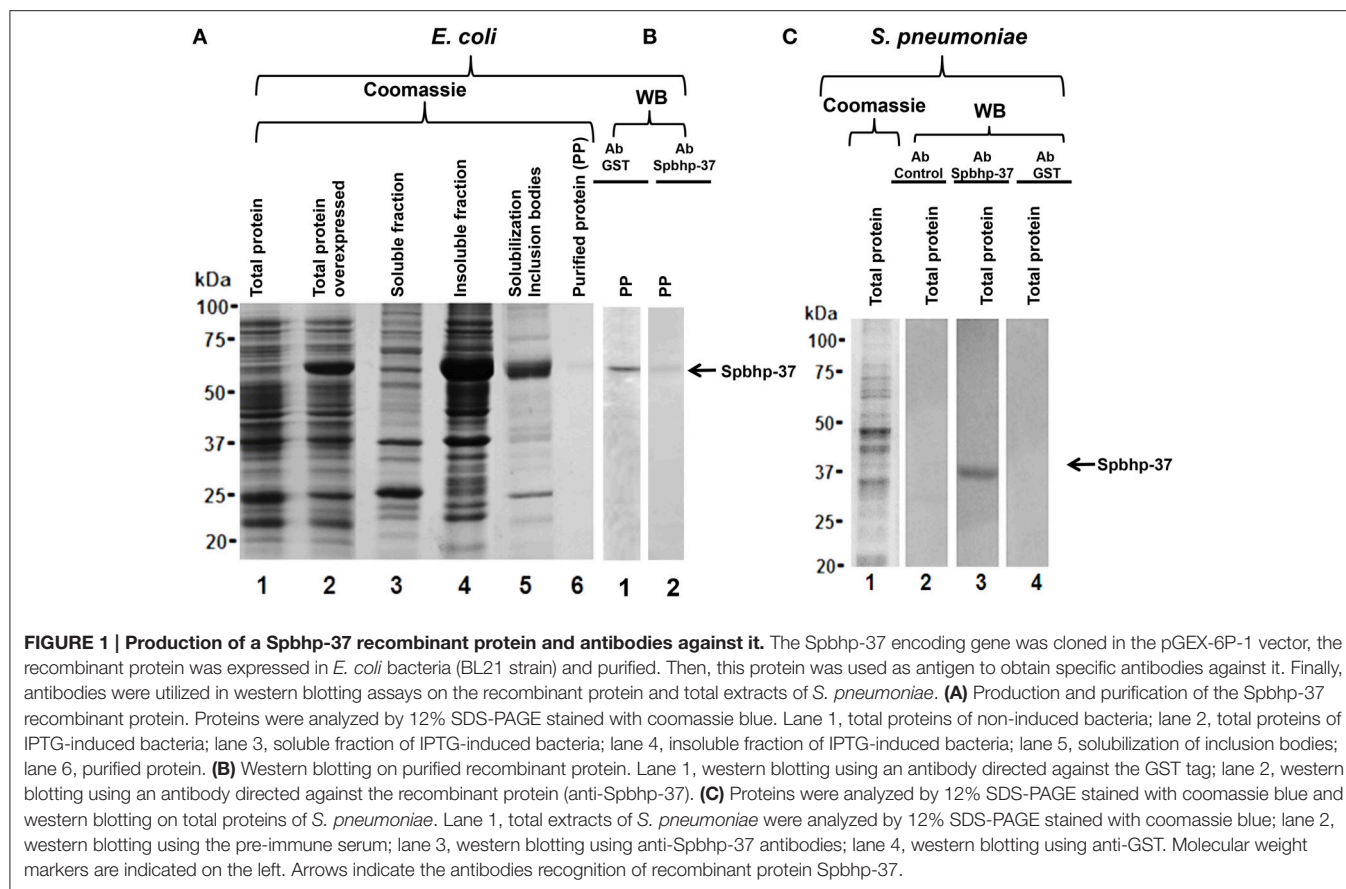 A
E. coli
B
C
S. pneumoniae
Coomassie
WB
Ab GST
Ab Spbhp-37
Coomassie
WB
Ab Control
Ab Spbhp-37
Ab GST
Total protein
Total protein overexpressed
Soluble fraction
Insoluble fraction
Solubilization Inclusion bodies
Purified protein (PP)
PP
PP
Total protein
Total protein
Total protein
Total protein
kDa
100-
75-
50-
37-
25-
20-
Spbhp-37
1 2 3 4 5 6 1 2
kDa
100-
75-
50-
37-
25-
20-
Spbhp-37
1 2 3 4
FIGURE 1 | Production of a Spbhp-37 recombinant protein and antibodies against it. The Spbhp-37 encoding gene was cloned in the pGEX-6P-1 vector, the
recombinant protein was expressed in E. coli bacteria (BL21 strain) and purified. Then, this protein was used as antigen to obtain specific antibodies against it. Finally,
antibodies were utilized in western blotting assays on the recombinant protein and total extracts of S. pneumoniae. (A) Production and purification of the Spbhp-37
recombinant protein. Proteins were analyzed by 12% SDS-PAGE stained with coomassie blue. Lane 1, total proteins of non-induced bacteria; lane 2, total proteins of
IPTG-induced bacteria; lane 3, soluble fraction of IPTG-induced bacteria; lane 4, insoluble fraction of IPTG-induced bacteria; lane 5, solubilization of inclusion bodies;
lane 6, purified protein. (B) Western blotting on purified recombinant protein. Lane 1, western blotting using an antibody directed against the GST tag; lane 2, western
blotting using an antibody directed against the recombinant protein (anti-Spbhp-37). (C) Proteins were analyzed by 12% SDS-PAGE stained with coomassie blue and
western blotting on total proteins of S. pneumoniae. Lane 1, total extracts of S. pneumoniae were analyzed by 12% SDS-PAGE stained with coomassie blue; lane 2,
western blotting using the pre-immune serum; lane 3, western blotting using anti-Spbhp-37 antibodies; lane 4, western blotting using anti-GST. Molecular weight
markers are indicated on the left. Arrows indicate the antibodies recognition of recombinant protein Spbhp-37.